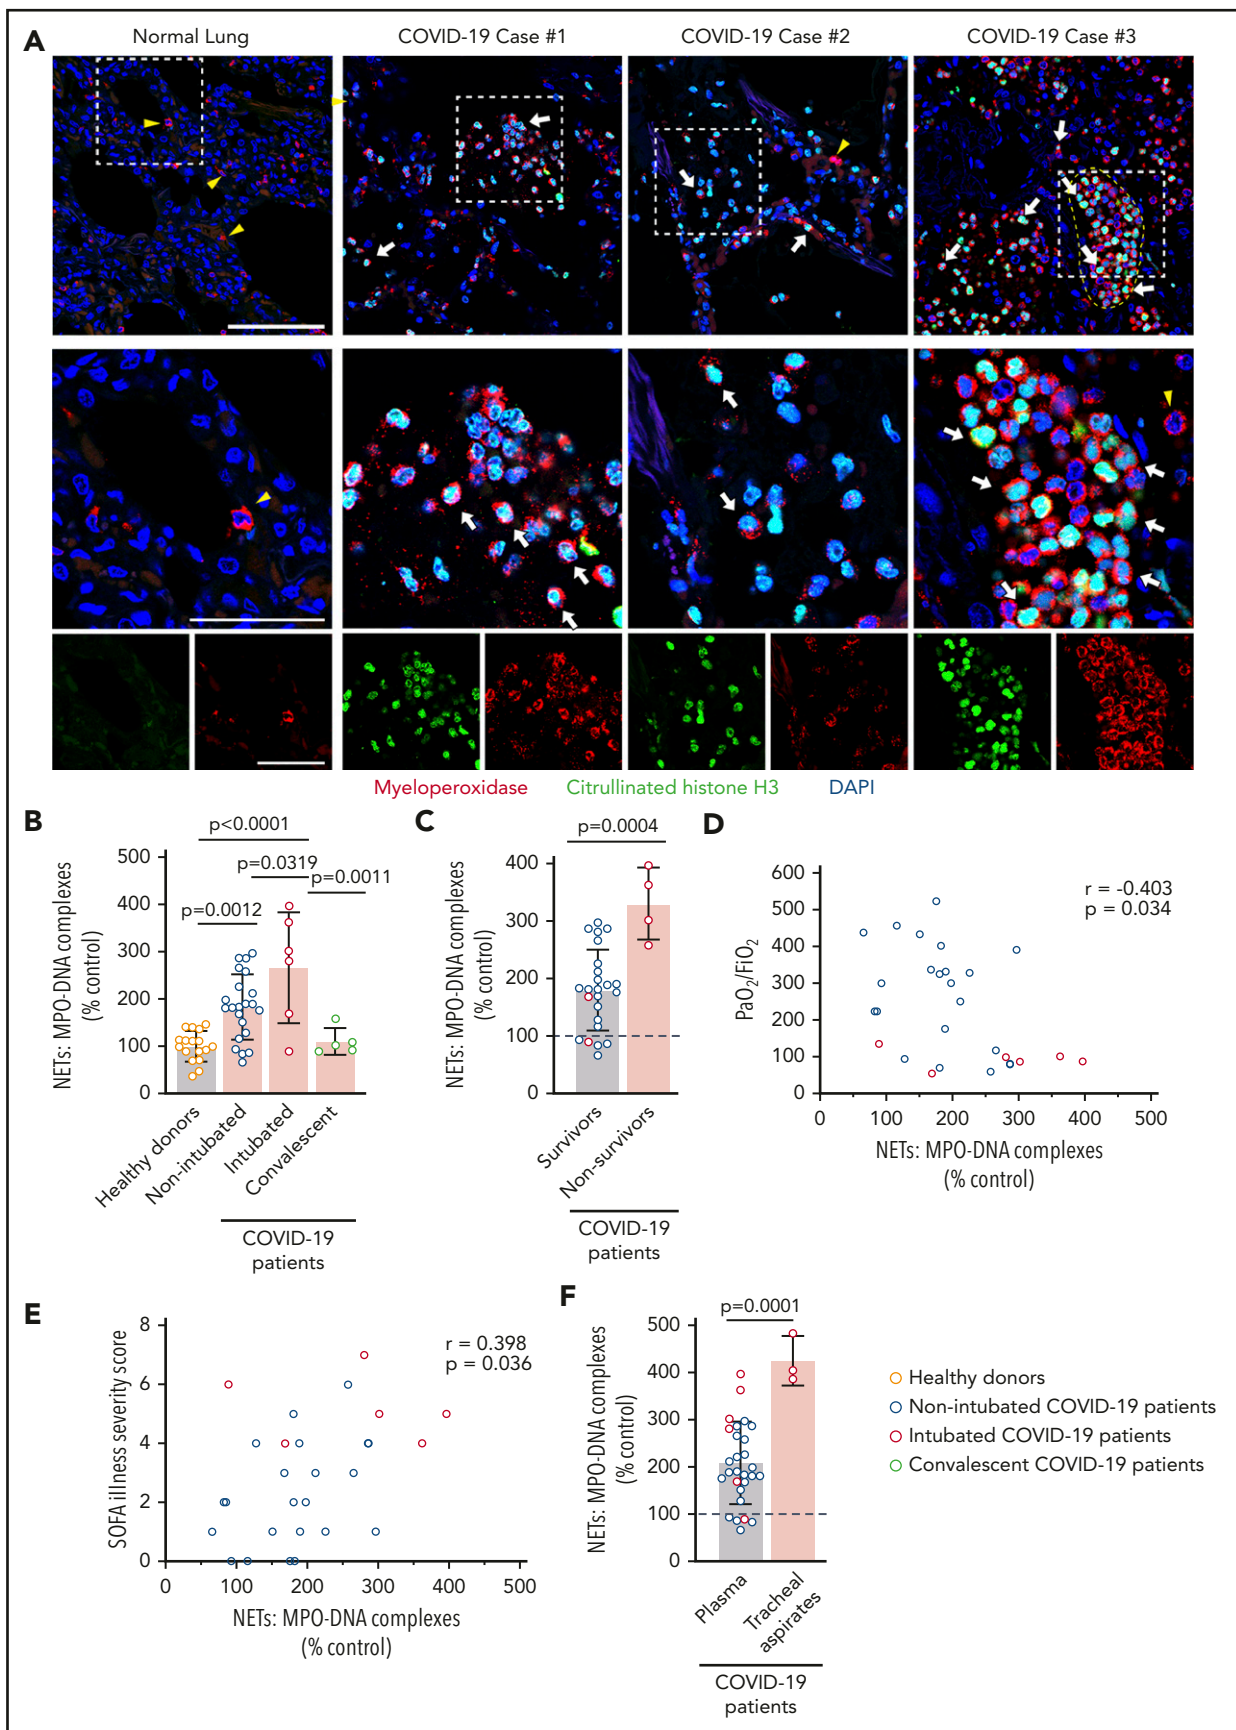 A
Normal Lung
COVID-19 Case #1
COVID-19 Case #2
COVID-19 Case #3
Myeloperoxidase
Citrullinated histone H3
DAPI
B
NETs: MPO-DNA complexes
(% control)
500
400
300
200
100
0
p<0.0001
p=0.0319
p=0.0011
p=0.0012
Healthy donors
Non-intubated
Intubated
Convalescent
COVID-19
patients
C
NETs: MPO-DNA complexes
(% control)
400
300
200
100
0
p=0.0004
Survivors
Non-survivors
COVID-19
patients
D
PaO2/FiO2
600
500
400
300
200
100
0
r = -0.403
p = 0.034
0
100
200
300
400
500
NETs: MPO-DNA complexes
(% control)
E
SOFA illness severity score
8
6
4
2
0
r = 0.398
p = 0.036
0
100
200
300
400
500
NETs: MPO-DNA complexes
(% control)
F
NETs: MPO-DNA complexes
(% control)
500
400
300
200
100
0
p=0.0001
Plasma
Tracheal
aspirates
COVID-19
patients
Healthy donors
Non-intubated COVID-19 patients
Intubated COVID-19 patients
Convalescent COVID-19 patients